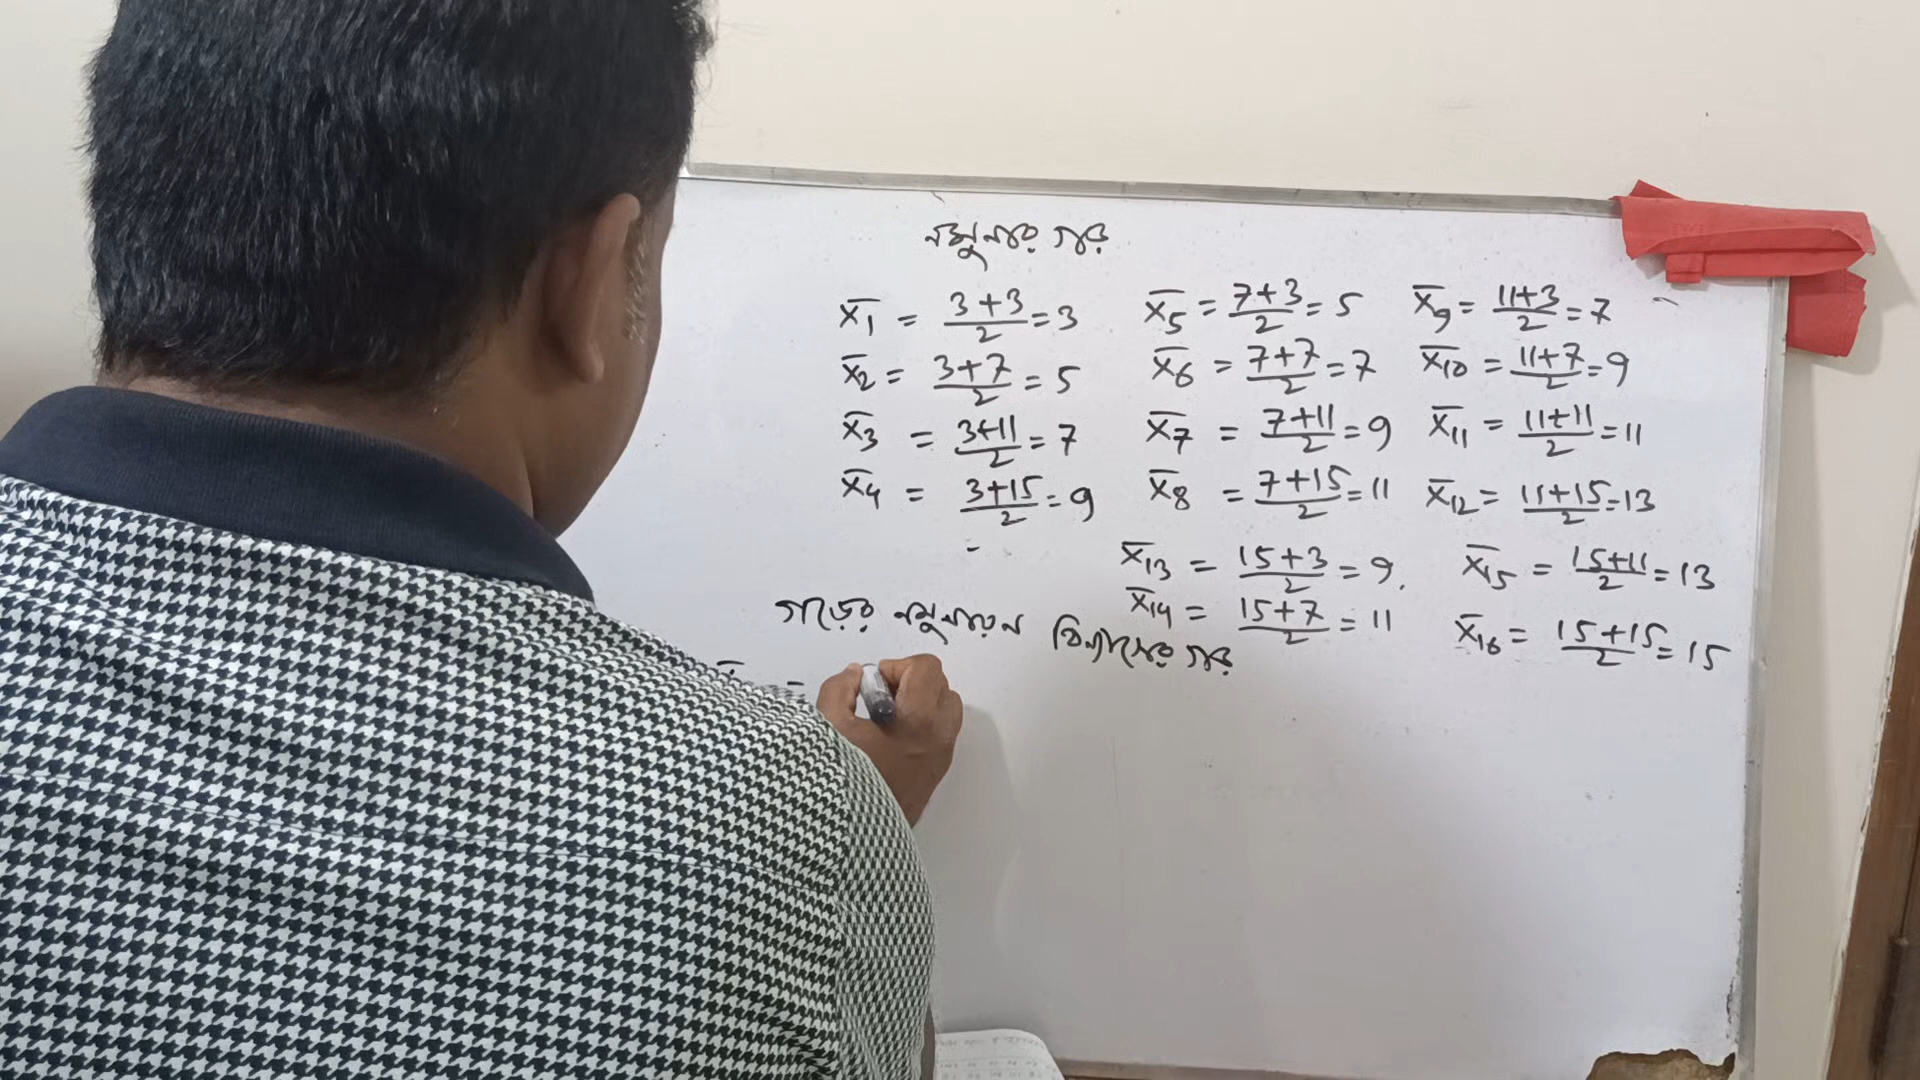 নমুনার গড়
x̄1 = (3+3)/2 = 3
x̄2 = (3+7)/2 = 5
x̄3 = (3+11)/2 = 7
x̄4 = (3+15)/2 = 9
x̄5 = (7+3)/2 = 5
x̄6 = (7+7)/2 = 7
x̄7 = (7+11)/2 = 9
x̄8 = (7+15)/2 = 11
x̄9 = (11+3)/2 = 7
x̄10 = (11+7)/2 = 9
x̄11 = (11+11)/2 = 11
x̄12 = (11+15)/2 = 13
x̄13 = (15+3)/2 = 9
x̄14 = (15+7)/2 = 11
x̄15 = (15+11)/2 = 13
x̄16 = (15+15)/2 = 15
গড়ের নমুনায়ন বিন্যাসের গড়